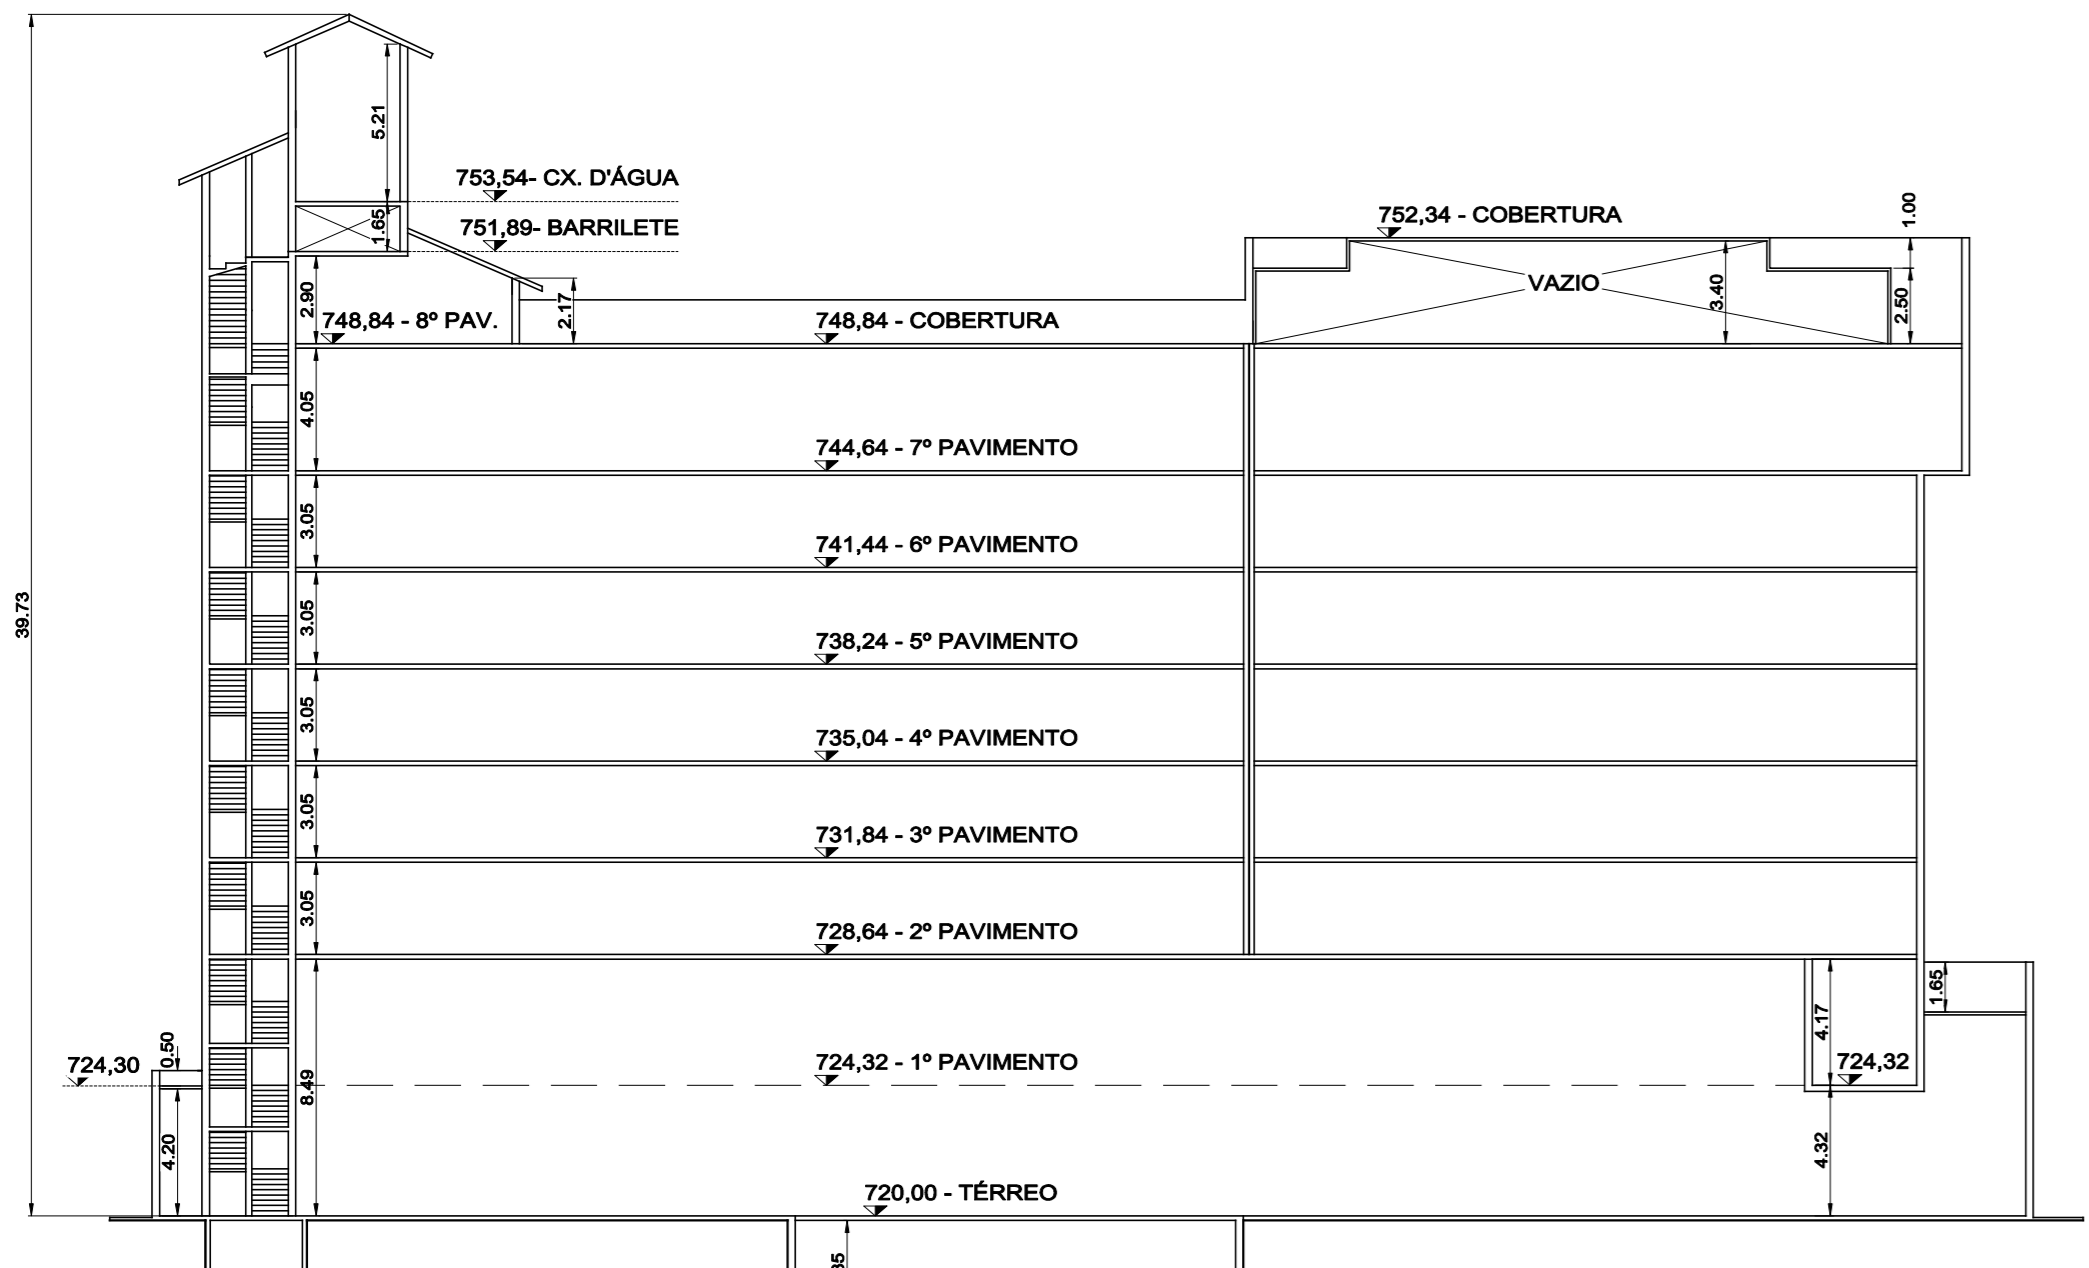 5.21
753,54- CX. D'ÁGUA
1.65
751,89- BARRILETE
752,34 - COBERTURA
1.00
VAZIO
3.40
2.50
2.90
2.17
748,84 - 8º PAV.
748,84 - COBERTURA
4.05
744,64 - 7º PAVIMENTO
3.05
741,44 - 6º PAVIMENTO
39.73
3.05
738,24 - 5º PAVIMENTO
3.05
735,04 - 4º PAVIMENTO
3.05
731,84 - 3º PAVIMENTO
3.05
728,64 - 2º PAVIMENTO
1.65
4.17
0.50
724,30
724,32 - 1º PAVIMENTO
724,32
8.49
4.20
4.32
720,00 - TÉRREO